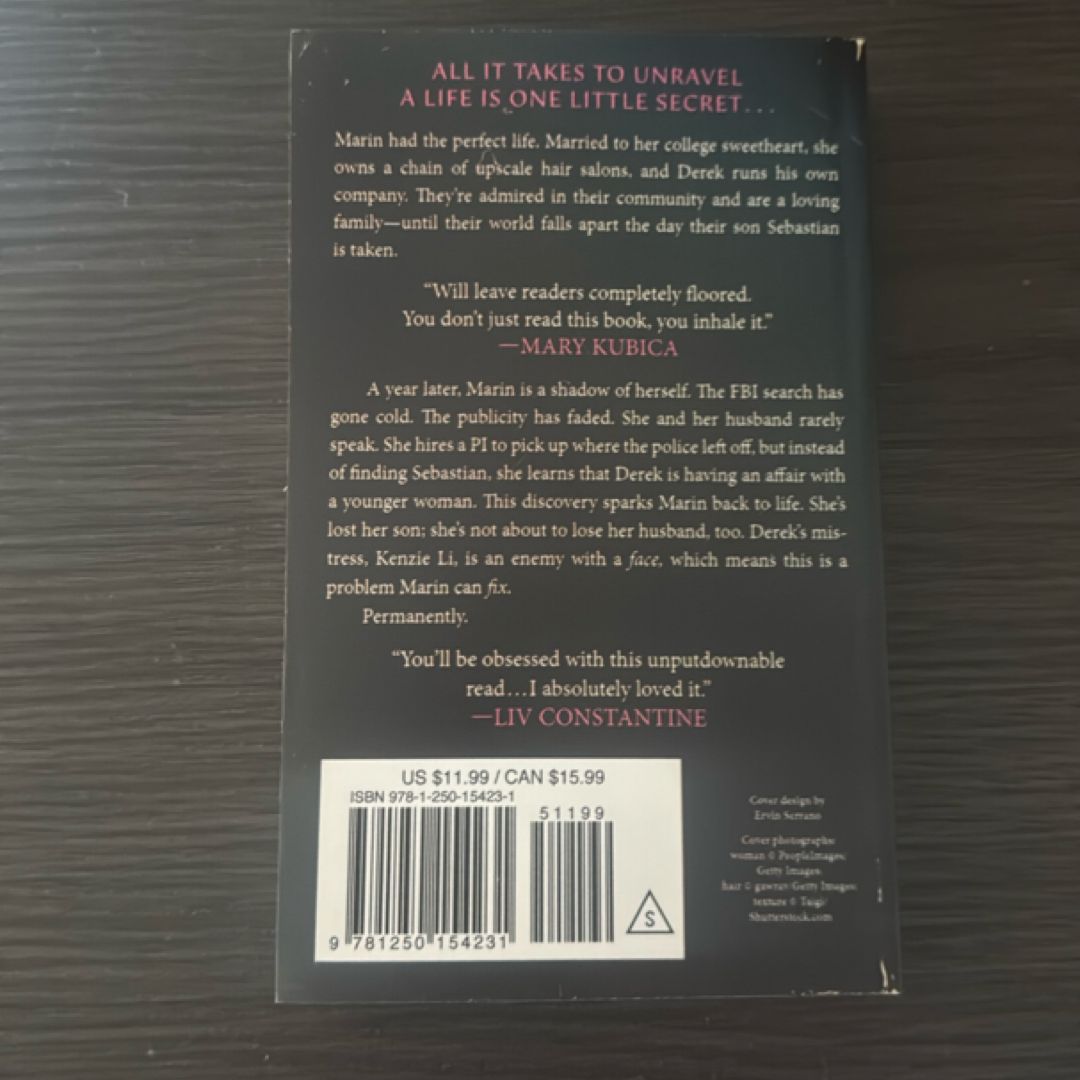 ALL IT TAKES TO UNRAVEL
A LIFE IS ONE LITTLE SECRET...
Marin had the perfect life. Married to her college sweetheart, she
owns a chain of upscale hair salons, and Derek runs his own
company. They're admired in their community and are a loving
family—until their world falls apart the day their son Sebastian
is taken.
“Will leave readers completely floored.
You don't just read this book, you inhale it.”
—MARY KUBICA
A year later, Marin is a shadow of herself. The FBI search has
gone cold. The publicity has faded. She and her husband rarely
speak. She hires a PI to pick up where the police left off, but instead
of finding Sebastian, she learns that Derek is having an affair with
a younger woman. This discovery sparks Marin back to life. She's
lost her son; she's not about to lose her husband, too. Derek's mis-
tress, Kenzie Li, is an enemy with a face, which means this is a
problem Marin can fix.
Permanently.
“You'll be obsessed with this unputdownable
read...I absolutely loved it.”
—LIV CONSTANTINE
US $11.99 / CAN $15.99
ISBN 978-1-250-15423-1
51199
9 781250 154231
S
Cover design by
Ervin Serrano
Cover photographs:
woman © PeopleImages/
Getty Images;
hair © gawrav/Getty Images;
texture © Taigi/
Shutterstock.com